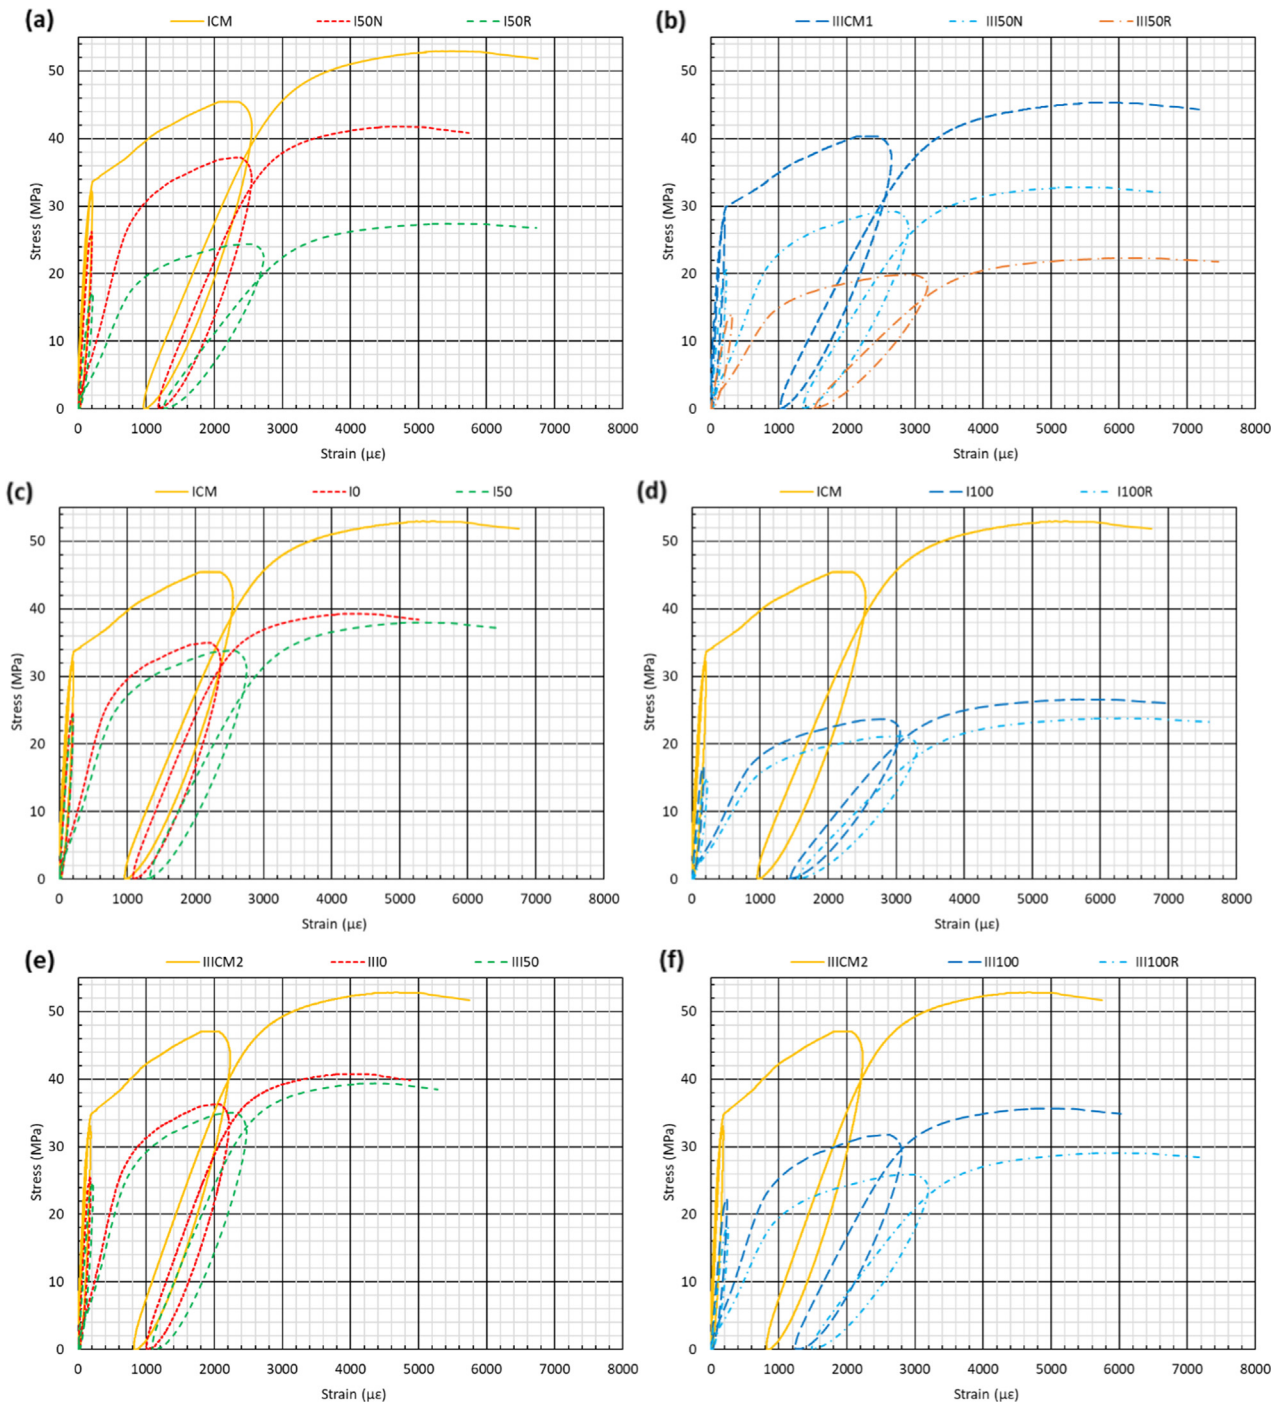 (a) ICM I50N I50R
Stress (MPa)
50
40
30
20
10
0
0 1000 2000 3000 4000 5000 6000 7000 8000
Strain (με)
(b) IIICM1 III50N III50R
Stress (MPa)
50
40
30
20
10
0
0 1000 2000 3000 4000 5000 6000 7000 8000
Strain (με)
(c) ICM I0 I50
Stress (MPa)
50
40
30
20
10
0
0 1000 2000 3000 4000 5000 6000 7000 8000
Strain (με)
(d) ICM I100 I100R
Stress (MPa)
50
40
30
20
10
0
0 1000 2000 3000 4000 5000 6000 7000 8000
Strain (με)
(e) IIICM2 III0 III50
Stress (MPa)
50
40
30
20
10
0
0 1000 2000 3000 4000 5000 6000 7000 8000
Strain (με)
(f) IIICM2 III100 III100R
Stress (MPa)
50
40
30
20
10
0
0 1000 2000 3000 4000 5000 6000 7000 8000
Strain (με)